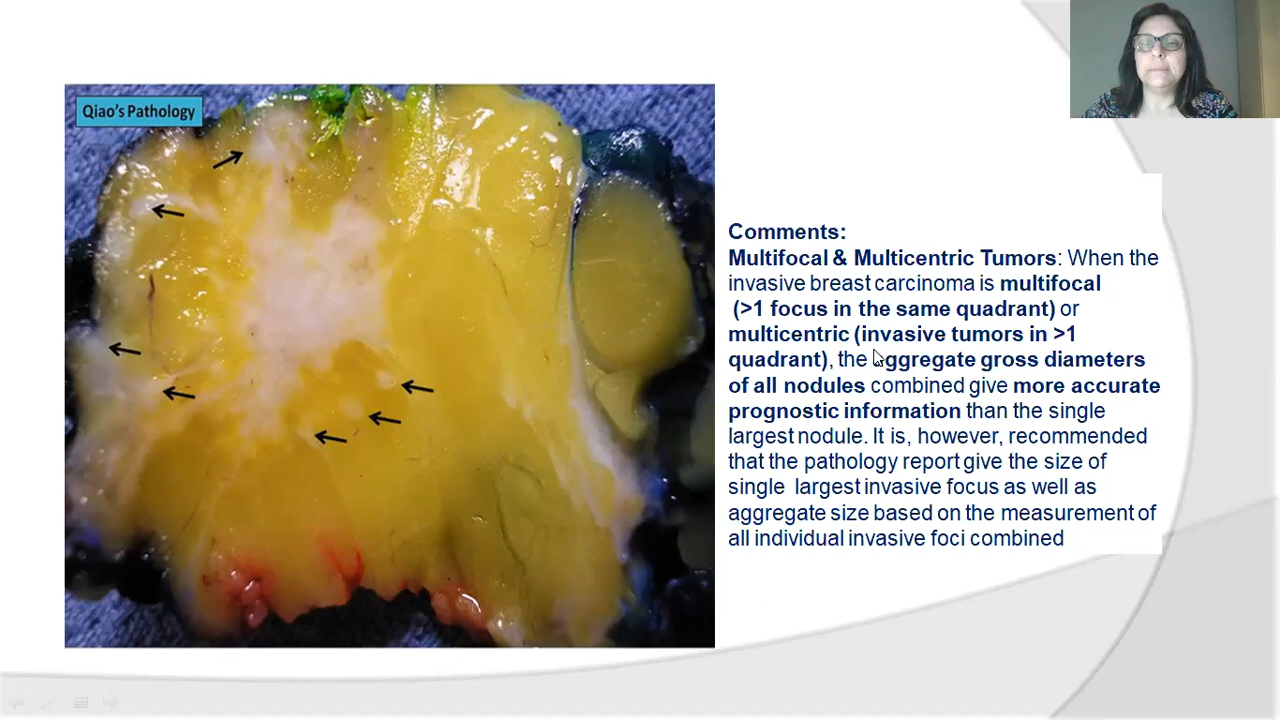 Qiao's Pathology
Comments:
Multifocal & Multicentric Tumors: When the
invasive breast carcinoma is multifocal
(>1 focus in the same quadrant) or
multicentric (invasive tumors in >1
quadrant), the aggregate gross diameters
of all nodules combined give more accurate
prognostic information than the single
largest nodule. It is, however, recommended
that the pathology report give the size of
single largest invasive focus as well as
aggregate size based on the measurement of
all individual invasive foci combined